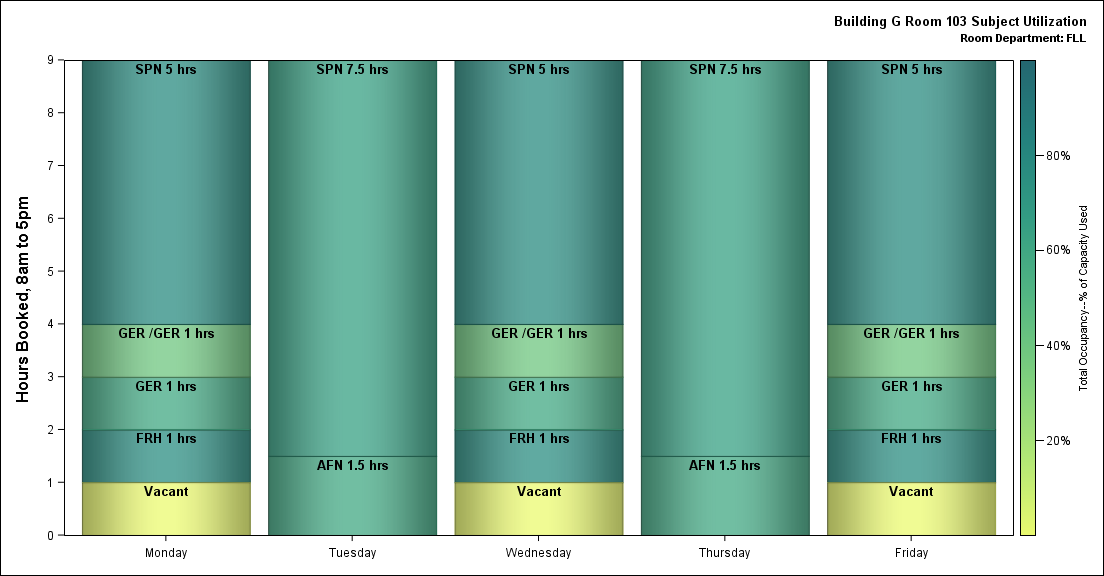 Building G Room 103 Subject Utilization
Room Department: FLL
Hours Booked, 8am to 5pm
9
8
7
6
5
4
3
2
1
0
SPN 5 hrs
GER /GER 1 hrs
GER 1 hrs
FRH 1 hrs
Vacant
SPN 7.5 hrs
AFN 1.5 hrs
SPN 5 hrs
GER /GER 1 hrs
GER 1 hrs
FRH 1 hrs
Vacant
SPN 7.5 hrs
AFN 1.5 hrs
SPN 5 hrs
GER /GER 1 hrs
GER 1 hrs
FRH 1 hrs
Vacant
Monday
Tuesday
Wednesday
Thursday
Friday
80%
60%
40%
20%
Total Occupancy--% of Capacity Used